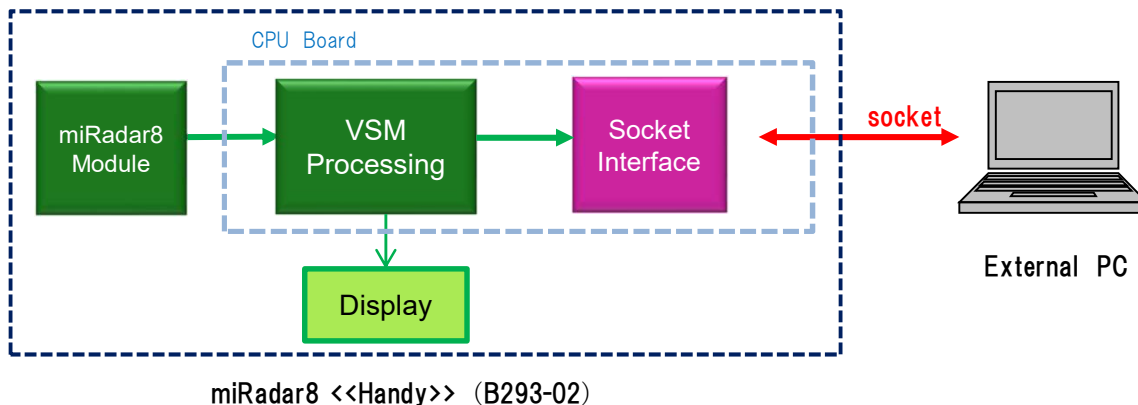 CPU Board
miRadar8
Module
VSM
Processing
Socket
Interface
socket
Display
External PC
miRadar8 <<Handy>> (B293-02)